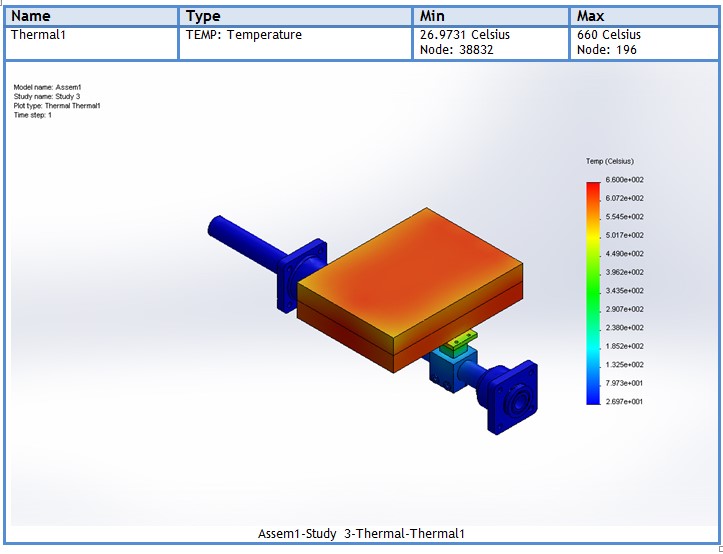 Name Type Min Max
Thermal1 TEMP: Temperature 26.9731 Celsius 660 Celsius
Node: 38832 Node: 196
Model name: Assem1
Study name: Study 3
Plot type: Thermal Thermal1
Time step: 1
Temp (Celsius)
6.600e+002
6.072e+002
5.545e+002
5.017e+002
4.490e+002
3.962e+002
3.435e+002
2.907e+002
2.380e+002
1.852e+002
1.325e+002
7.973e+001
2.697e+001
Assem1-Study 3-Thermal-Thermal1